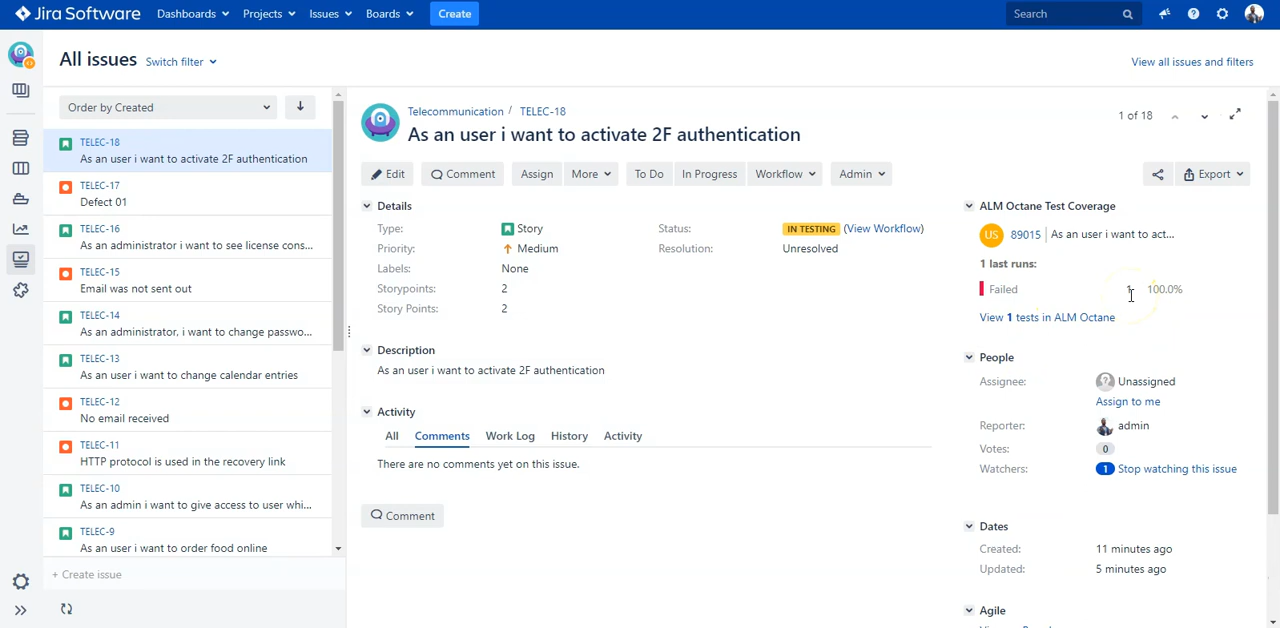 Jira Software Dashboards Projects Issues Boards Create Search
All issues Switch filter View all issues and filters
Order by Created
TELEC-18
As an user i want to activate 2F authentication
TELEC-17
Defect 01
TELEC-16
As an administrator i want to see license cons...
TELEC-15
Email was not sent out
TELEC-14
As an administrator, i want to change passwo...
TELEC-13
As an user i want to change calendar entries
TELEC-12
No email received
TELEC-11
HTTP protocol is used in the recovery link
TELEC-10
As an admin i want to give access to user whi...
TELEC-9
As an user i want to order food online
+ Create issue
Telecommunication / TELEC-18
As an user i want to activate 2F authentication
1 of 18
Edit Comment Assign More To Do In Progress Workflow Admin Export
Details
Type: Story
Priority: Medium
Labels: None
Storypoints: 2
Story Points: 2
Status: IN TESTING (View Workflow)
Resolution: Unresolved
Description
As an user i want to activate 2F authentication
Activity
All Comments Work Log History Activity
There are no comments yet on this issue.
Comment
ALM Octane Test Coverage
US 89015 As an user i want to act...
1 last runs:
Failed 1 100.0%
View 1 tests in ALM Octane
People
Assignee: Unassigned
Assign to me
Reporter: admin
Votes: 0
Watchers: 1 Stop watching this issue
Dates
Created: 11 minutes ago
Updated: 5 minutes ago
Agile